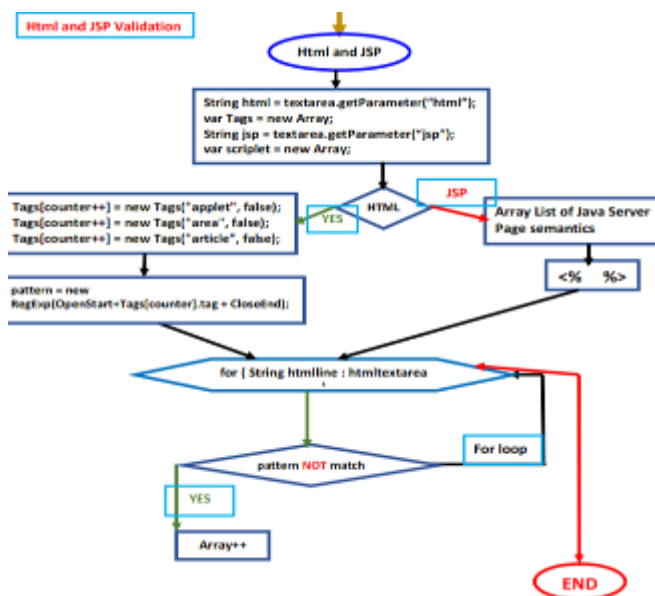 Html and JSP Validation
Html and JSP
String html = textarea.getParameter("html");
var Tags = new Array;
String jsp = textarea.getParameter("jsp");
var scriplet = new Array;
HTML
JSP
YES
Tags[counter++] = new Tags("applet", false);
Tags[counter++] = new Tags("area", false);
Tags[counter++] = new Tags("article", false);
Array List of Java Server
Page semantics
pattern = new
RegExp(OpenStart+Tags[counter].tag + CloseEnd);
<% %>
for ( String htmlline : htmltextarea
pattern NOT match
For loop
YES
Array++
END